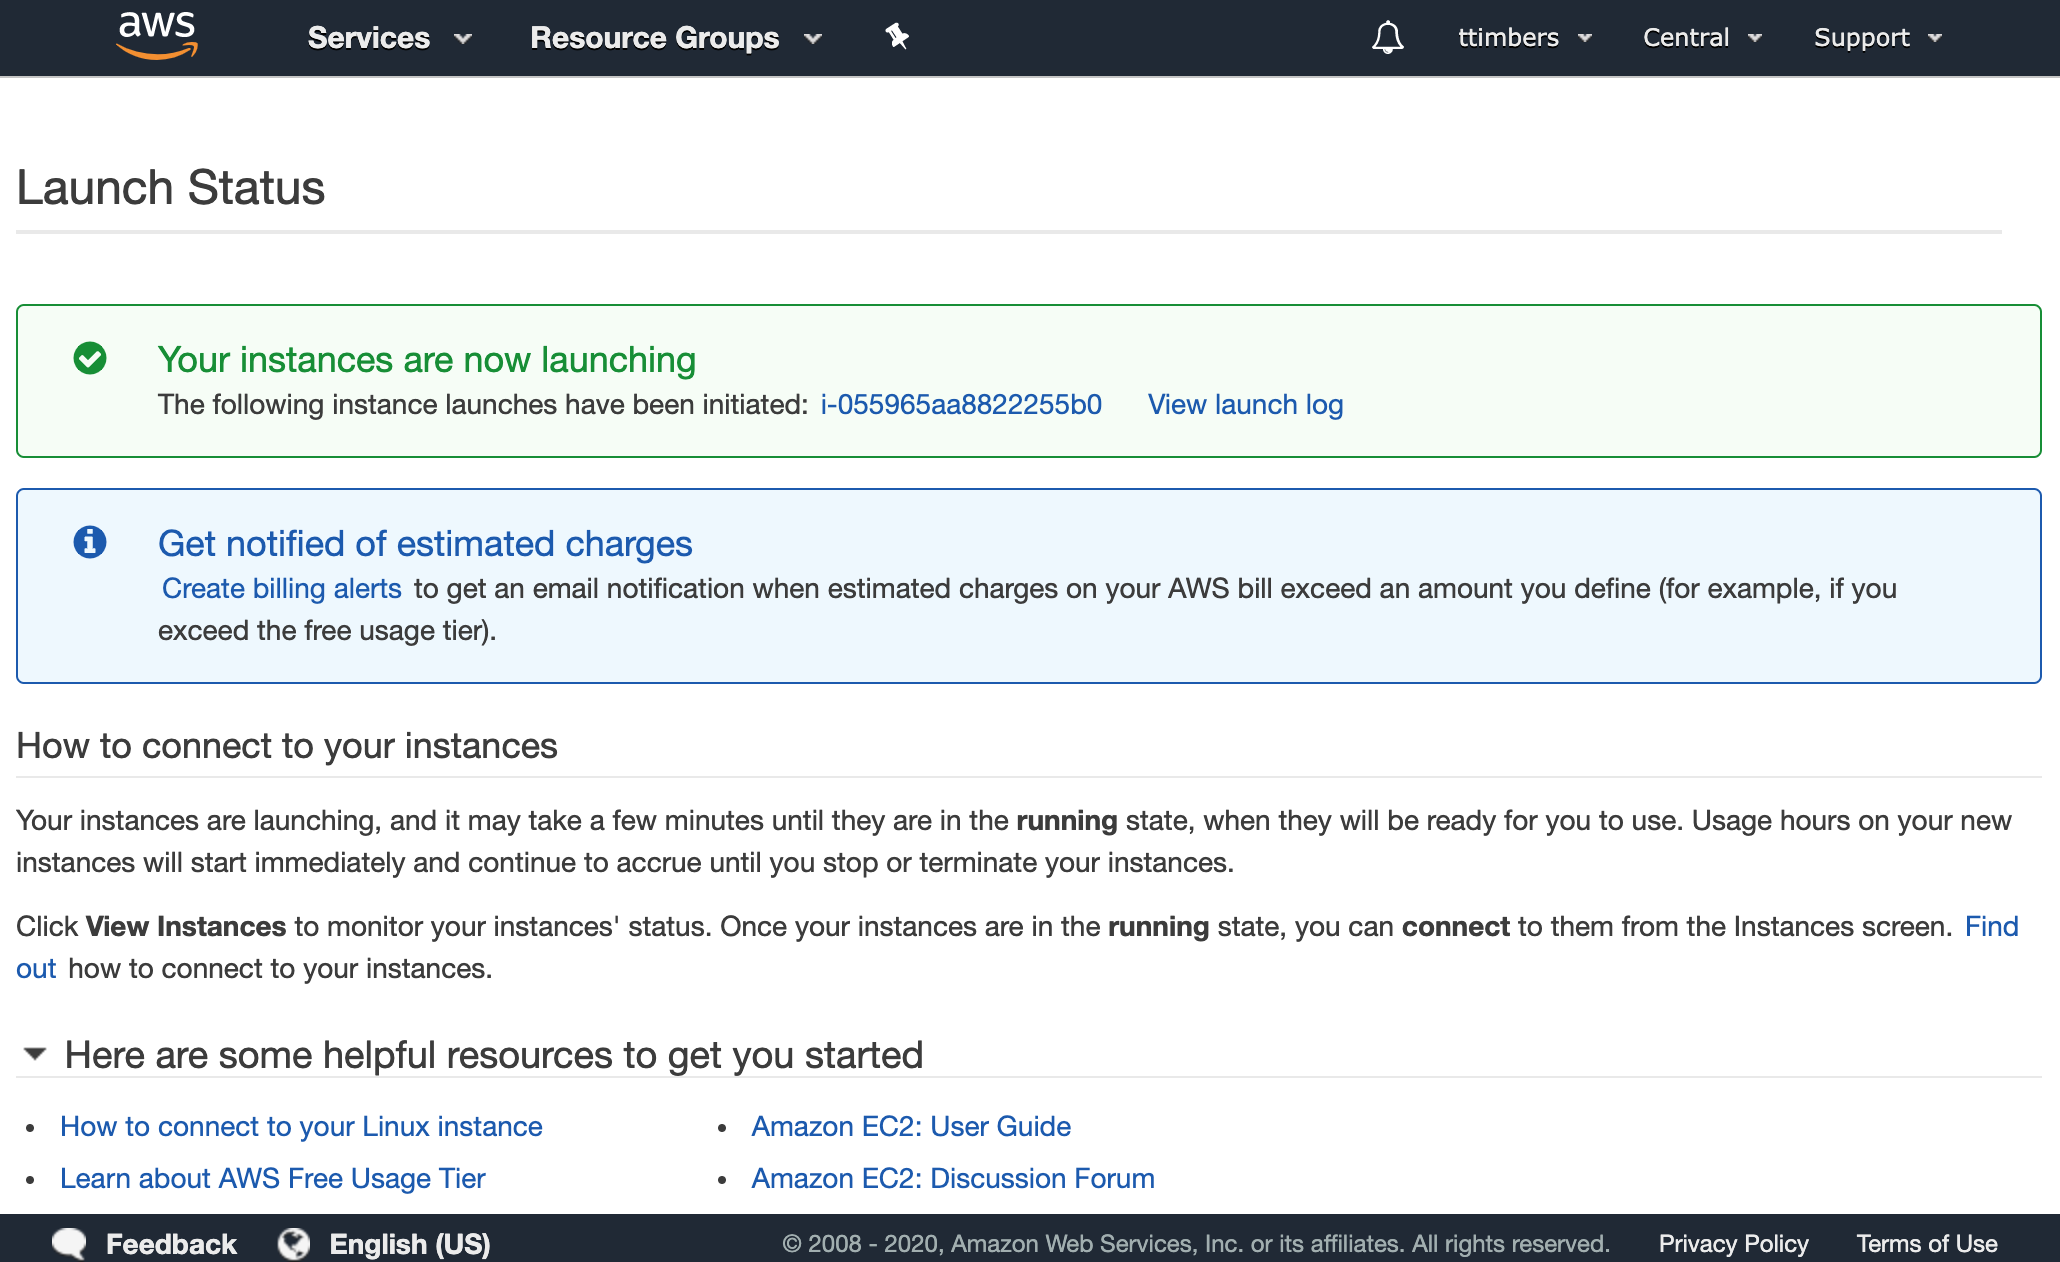 aws Services Resource Groups ttimbers Central Support
Launch Status
Your instances are now launching
The following instance launches have been initiated: i-055965aa8822255b0 View launch log
Get notified of estimated charges
Create billing alerts to get an email notification when estimated charges on your AWS bill exceed an amount you define (for example, if you
exceed the free usage tier).
How to connect to your instances
Your instances are launching, and it may take a few minutes until they are in the running state, when they will be ready for you to use. Usage hours on your new
instances will start immediately and continue to accrue until you stop or terminate your instances.
Click View Instances to monitor your instances' status. Once your instances are in the running state, you can connect to them from the Instances screen. Find
out how to connect to your instances.
Here are some helpful resources to get you started
• How to connect to your Linux instance • Amazon EC2: User Guide
• Learn about AWS Free Usage Tier • Amazon EC2: Discussion Forum
Feedback English (US) © 2008 - 2020, Amazon Web Services, Inc. or its affiliates. All rights reserved. Privacy Policy Terms of Use